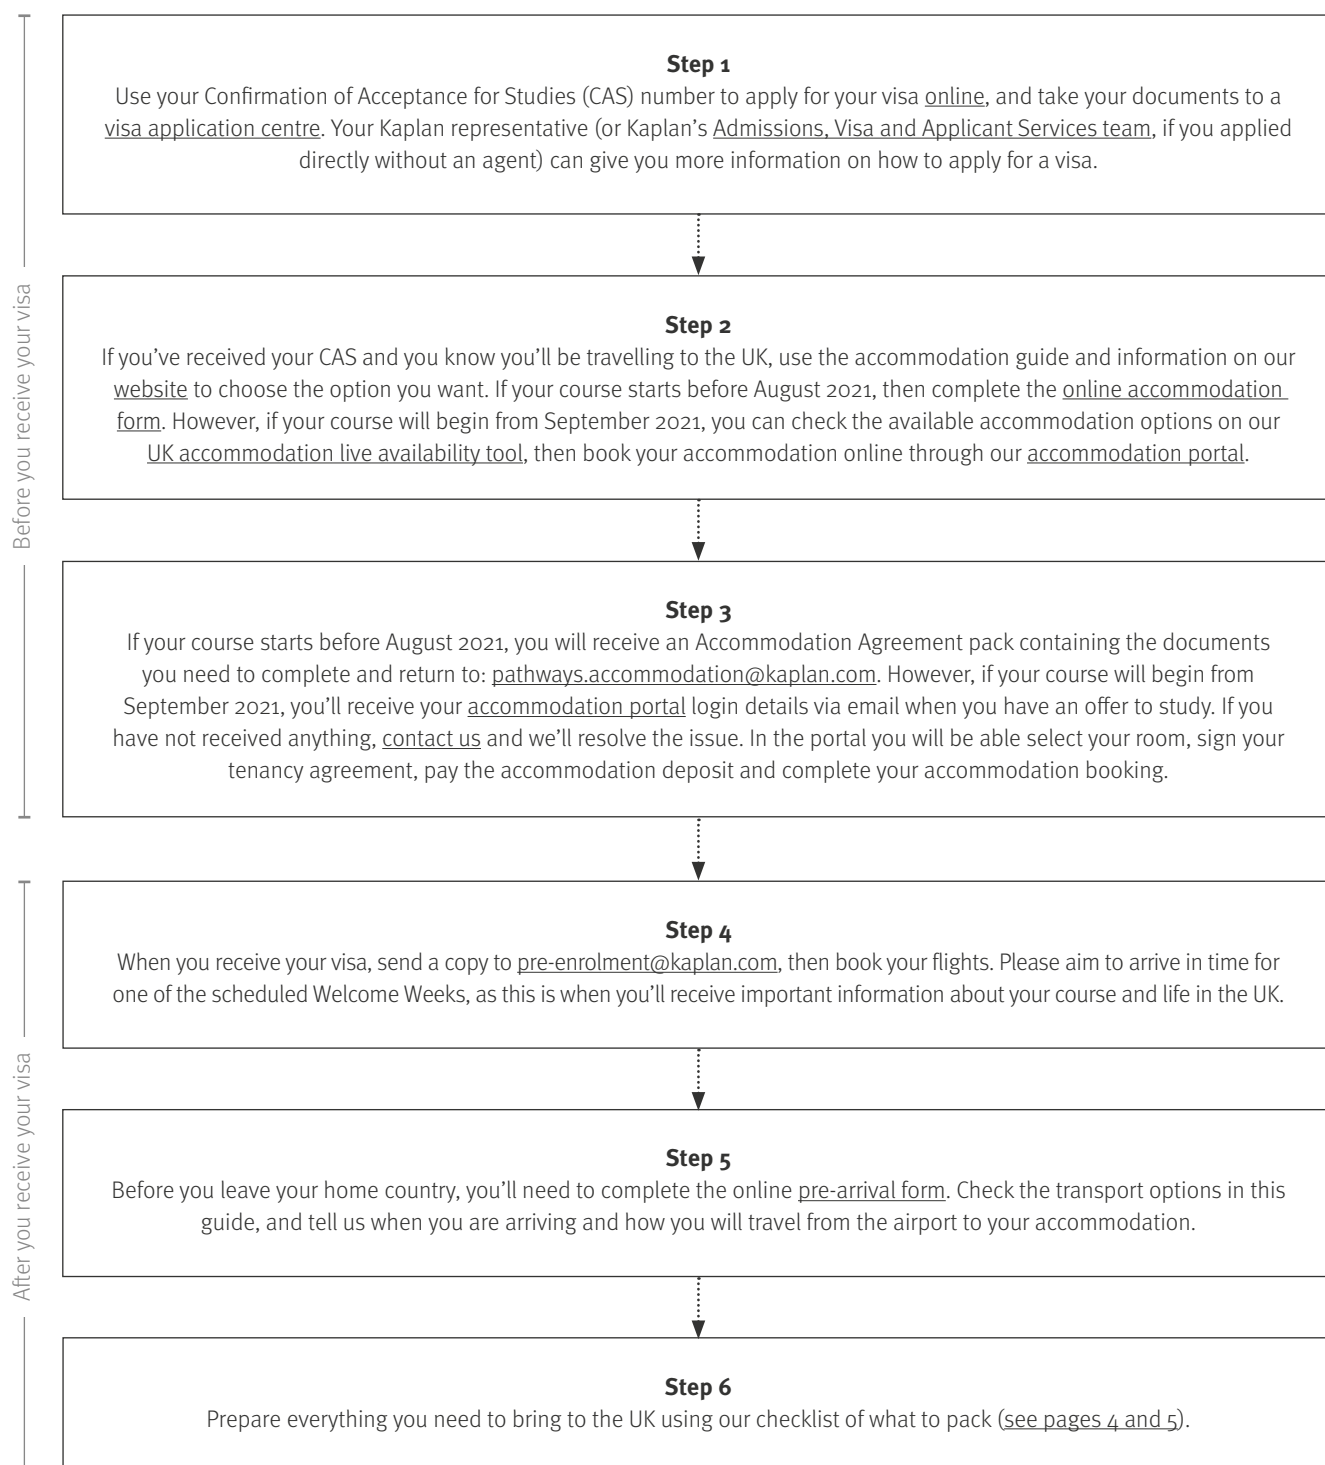 Before you receive your visa
Step 1
Use your Confirmation of Acceptance for Studies (CAS) number to apply for your visa online, and take your documents to a
visa application centre. Your Kaplan representative (or Kaplan's Admissions, Visa and Applicant Services team, if you applied
directly without an agent) can give you more information on how to apply for a visa.
Step 2
If you've received your CAS and you know you'll be travelling to the UK, use the accommodation guide and information on our
website to choose the option you want. If your course starts before August 2021, then complete the online accommodation
form. However, if your course will begin from September 2021, you can check the available accommodation options on our
UK accommodation live availability tool, then book your accommodation online through our accommodation portal.
Step 3
If your course starts before August 2021, you will receive an Accommodation Agreement pack containing the documents
you need to complete and return to: pathways.accommodation@kaplan.com. However, if your course will begin from
September 2021, you'll receive your accommodation portal login details via email when you have an offer to study. If you
have not received anything, contact us and we'll resolve the issue. In the portal you will be able select your room, sign your
tenancy agreement, pay the accommodation deposit and complete your accommodation booking.
After you receive your visa
Step 4
When you receive your visa, send a copy to pre-enrolment@kaplan.com, then book your flights. Please aim to arrive in time for
one of the scheduled Welcome Weeks, as this is when you'll receive important information about your course and life in the UK.
Step 5
Before you leave your home country, you'll need to complete the online pre-arrival form. Check the transport options in this
guide, and tell us when you are arriving and how you will travel from the airport to your accommodation.
Step 6
Prepare everything you need to bring to the UK using our checklist of what to pack (see pages 4 and 5).